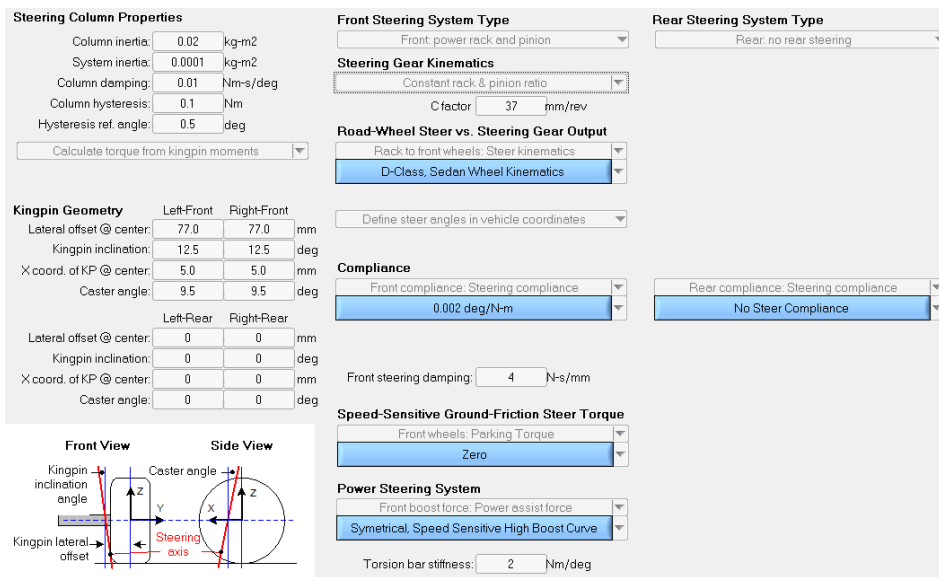 Steering Column Properties
Column inertia: 0.02 kg-m2
System inertia: 0.0001 kg-m2
Column damping: 0.01 Nm-s/deg
Column hysteresis: 0.1 Nm
Hysteresis ref. angle: 0.5 deg
Calculate torque from kingpin moments
Kingpin Geometry Left-Front Right-Front
Lateral offset @ center: 77.0 77.0 mm
Kingpin inclination: 12.5 12.5 deg
X coord. of KP @ center: 5.0 5.0 mm
Caster angle: 9.5 9.5 deg
Left-Rear Right-Rear
Lateral offset @ center: 0 0 mm
Kingpin inclination: 0 0 deg
X coord. of KP @ center: 0 0 mm
Caster angle: 0 0 deg
Front View Side View
Kingpin
inclination
angle
Caster angle
Z
Z
Y
X
Kingpin lateral
offset
Steering
axis
Front Steering System Type
Front: power rack and pinion
Steering Gear Kinematics
Constant rack & pinion ratio
C factor 37 mm/rev
Road-Wheel Steer vs. Steering Gear Output
Rack to front wheels: Steer kinematics
D-Class, Sedan Wheel Kinematics
Define steer angles in vehicle coordinates
Compliance
Front compliance: Steering compliance
0.002 deg/N-m
Front steering damping: 4 N-s/mm
Speed-Sensitive Ground-Friction Steer Torque
Front wheels: Parking Torque
Zero
Power Steering System
Front boost force: Power assist force
Symetrical, Speed Sensitive High Boost Curve
Torsion bar stiffness: 2 Nm/deg
Rear Steering System Type
Rear: no rear steering
Rear compliance: Steering compliance
No Steer Compliance